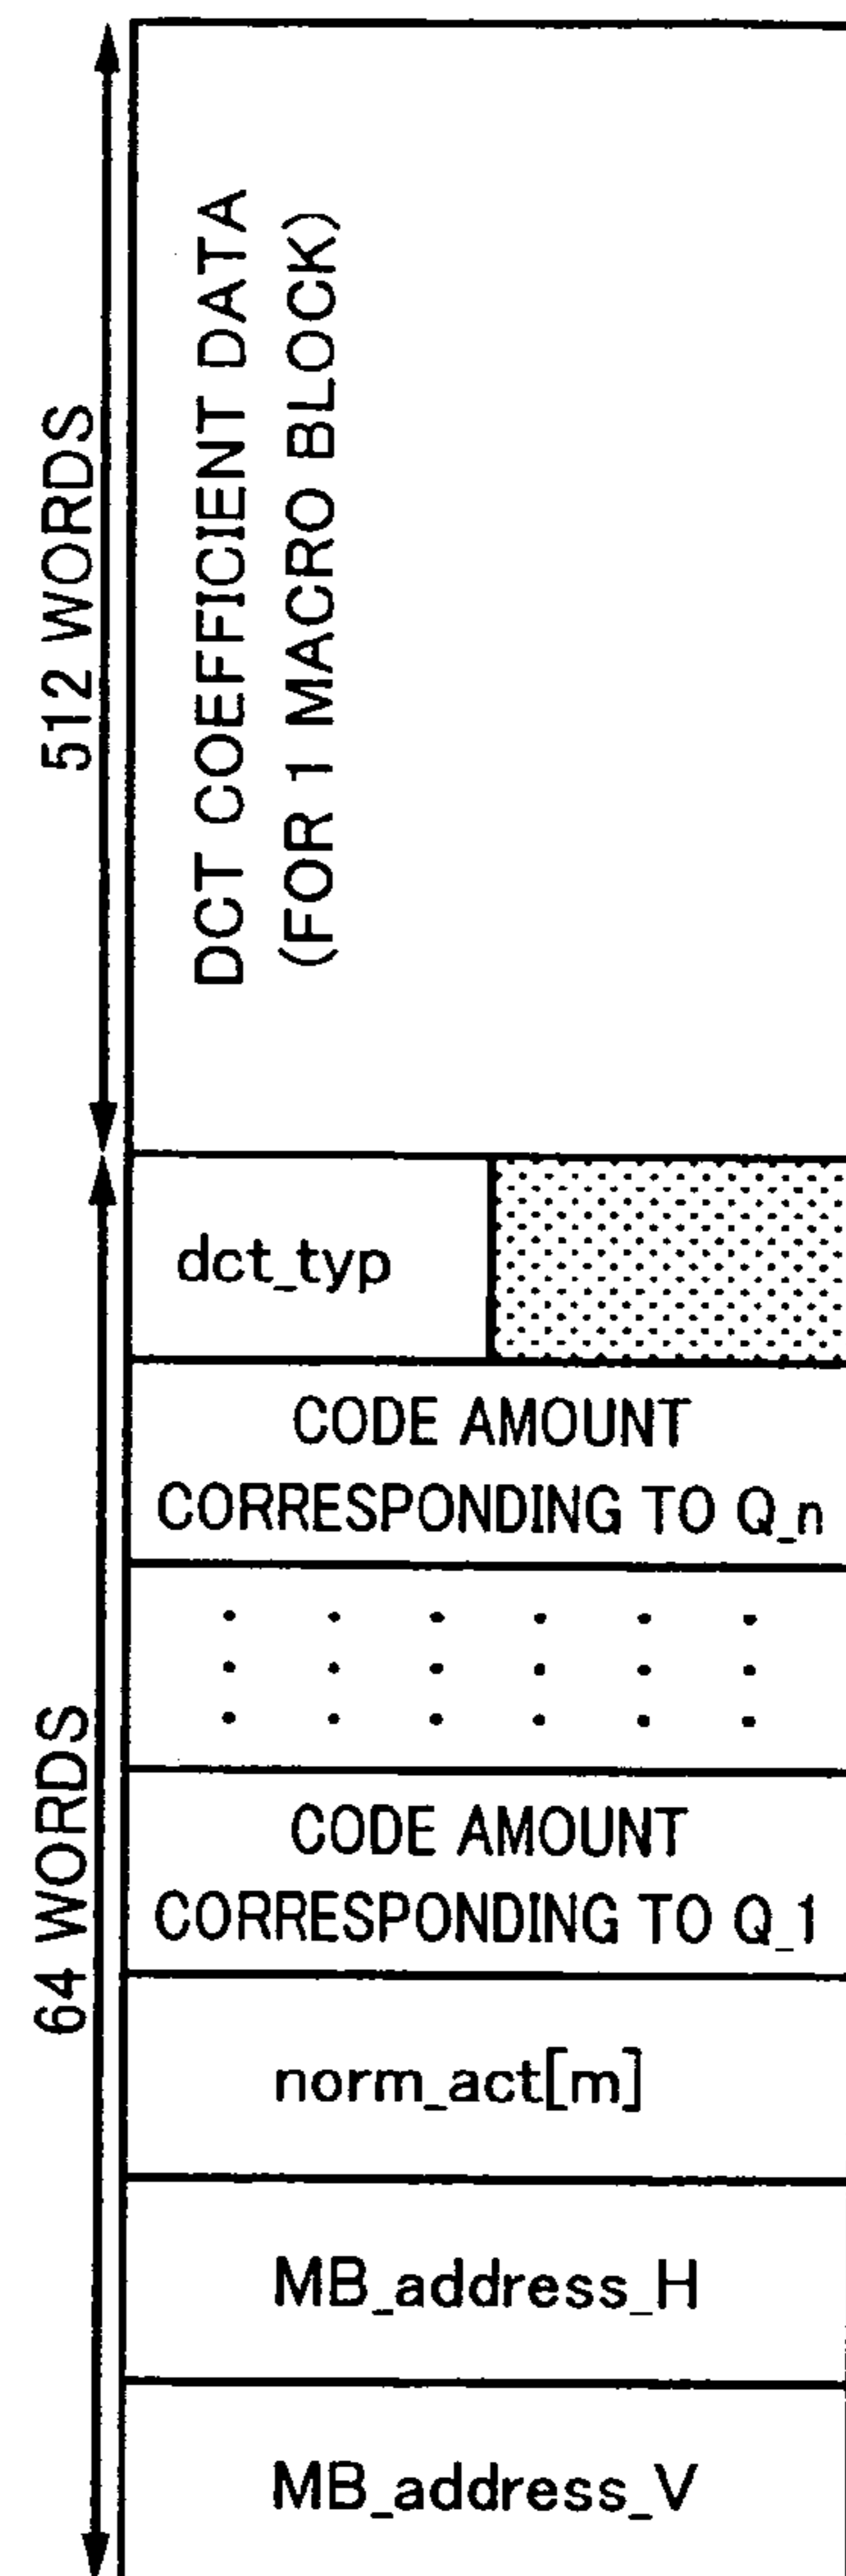 512 WORDS
DCT COEFFICIENT DATA
(FOR 1 MACRO BLOCK)
64 WORDS
dct_typ
CODE AMOUNT
CORRESPONDING TO Q_n
CODE AMOUNT
CORRESPONDING TO Q_1
norm_act[m]
MB_address_H
MB_address_V